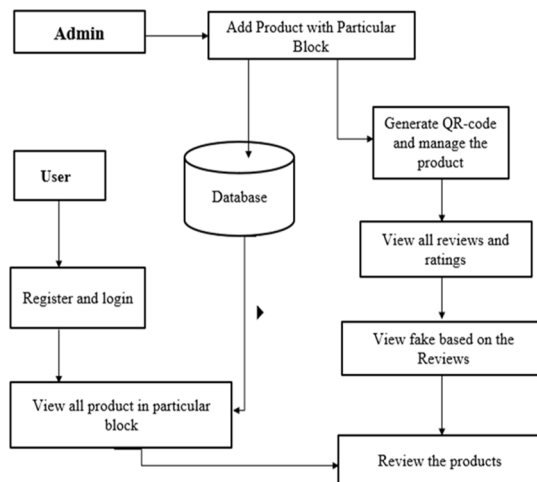 Admin
Add Product with Particular
Block
Generate QR-code
and manage the
product
User
Database
View all reviews and
ratings
Register and login
View fake based on the
Reviews
View all product in particular
block
Review the products